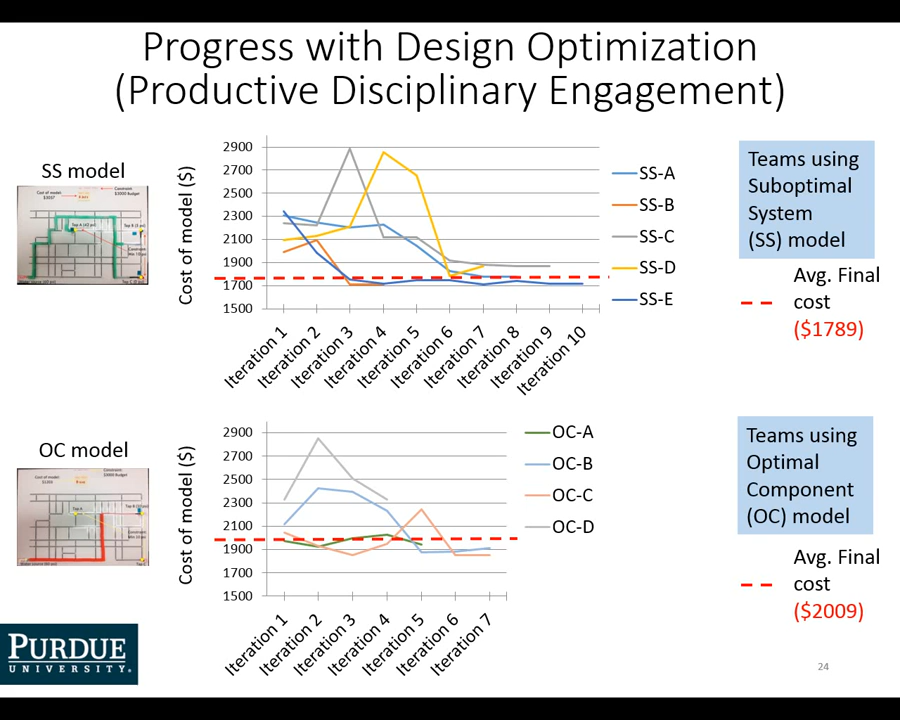 Progress with Design Optimization
(Productive Disciplinary Engagement)
SS model
Cost of model ($)
2900
2700
2500
2300
2100
1900
1700
1500
Iteration 1
Iteration 2
Iteration 3
Iteration 4
Iteration 5
Iteration 6
Iteration 7
Iteration 8
Iteration 9
Iteration 10
SS-A
SS-B
SS-C
SS-D
SS-E
Teams using
Suboptimal
System
(SS) model
Avg. Final
cost
($1789)
OC model
Cost of model ($)
2900
2700
2500
2300
2100
1900
1700
1500
Iteration 1
Iteration 2
Iteration 3
Iteration 4
Iteration 5
Iteration 6
Iteration 7
OC-A
OC-B
OC-C
OC-D
Teams using
Optimal
Component
(OC) model
Avg. Final
cost
($2009)
PURDUE
UNIVERSITY.
24